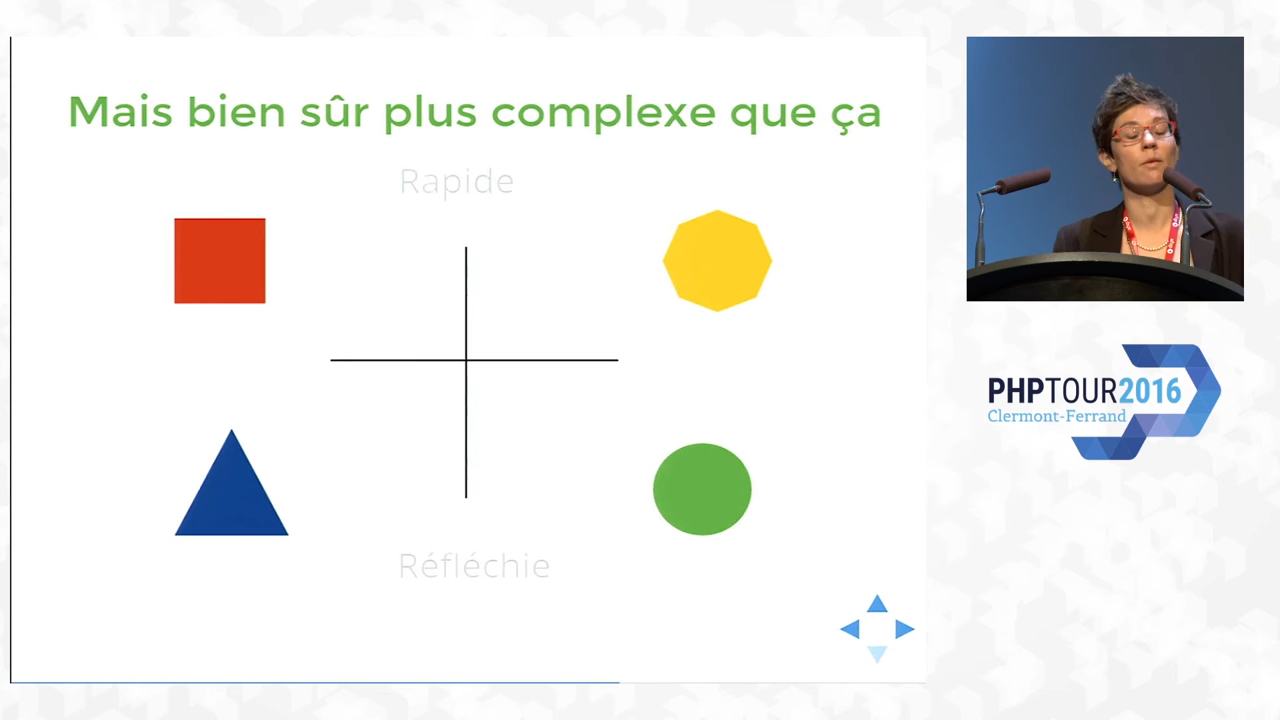 Mais bien sûr plus complexe que ça
Rapide
Réfléchie
PHPTOUR2016
Clermont-Ferrand